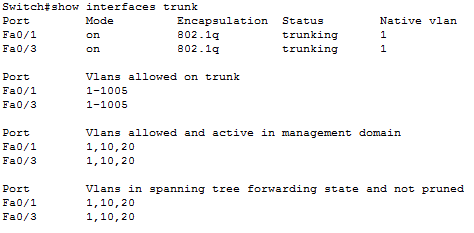 Switch#show interfaces trunk
Port Mode Encapsulation Status Native vlan
Fa0/1 on 802.1q trunking 1
Fa0/3 on 802.1q trunking 1
Port Vlans allowed on trunk
Fa0/1 1-1005
Fa0/3 1-1005
Port Vlans allowed and active in management domain
Fa0/1 1,10,20
Fa0/3 1,10,20
Port Vlans in spanning tree forwarding state and not pruned
Fa0/1 1,10,20
Fa0/3 1,10,20